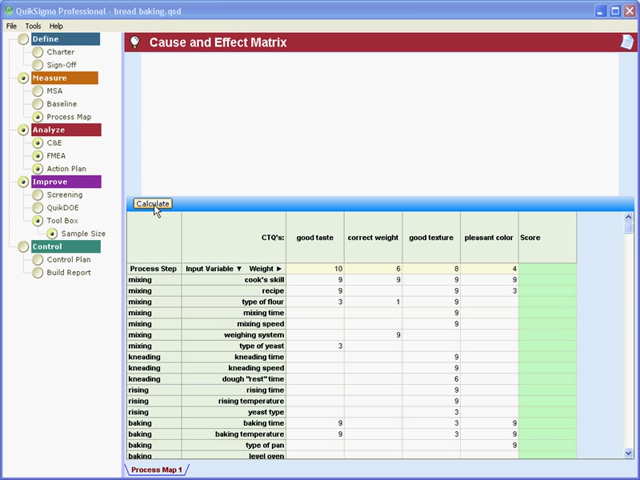 QuikSigma Professional - bread baking.qsd
File Tools Help
Define
Charter
Sign-Off
Measure
MSA
Baseline
Process Map
Analyze
C&E
FMEA
Action Plan
Improve
Screening
QuikDOE
Tool Box
Sample Size
Control
Control Plan
Build Report
Cause and Effect Matrix
Calculate
CTQ's: good taste correct weight good texture pleasant color Score
Process Step Input Variable ▼ Weight ► 10 6 8 4
mixing cook's skill 9 9 9 9
mixing recipe 9 9 3
mixing type of flour 3 1 9
mixing mixing time 9
mixing mixing speed 9
mixing weighing system 9
mixing type of yeast 3
kneading kneading time 9
kneading kneading speed 9
kneading dough "rest" time 6
rising rising time 9
rising rising temperature 9
rising yeast type 3
baking baking time 9 3 9
baking baking temperature 9 3 9
baking type of pan 9
baking level oven
Process Map 1